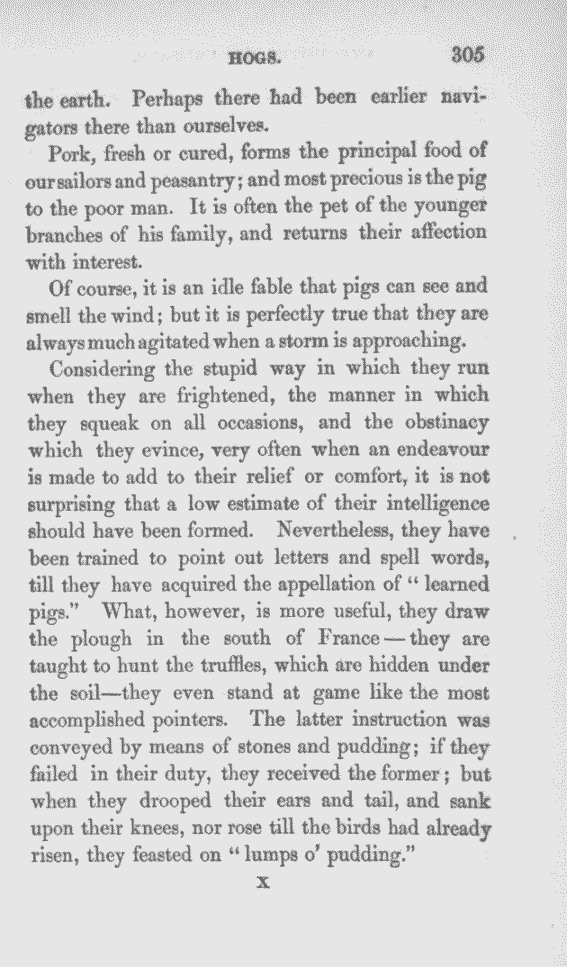 HOGS. 305
the earth. Perhaps there had been earlier navi-
gators there than ourselves.
Pork, fresh or cured, forms the principal food of
our sailors and peasantry; and most precious is the pig
to the poor man. It is often the pet of the younger
branches of his family, and returns their affection
with interest.
Of course, it is an idle fable that pigs can see and
smell the wind; but it is perfectly true that they are
always much agitated when a storm is approaching.
Considering the stupid way in which they run
when they are frightened, the manner in which
they squeak on all occasions, and the obstinacy
which they evince, very often when an endeavour
is made to add to their relief or comfort, it is not
surprising that a low estimate of their intelligence
should have been formed. Nevertheless, they have
been trained to point out letters and spell words,
till they have acquired the appellation of “ learned
pigs.” What, however, is more useful, they draw
the plough in the south of France — they are
taught to hunt the truffles, which are hidden under
the soil—they even stand at game like the most
accomplished pointers. The latter instruction was
conveyed by means of stones and pudding; if they
failed in their duty, they received the former; but
when they drooped their ears and tail, and sank
upon their knees, nor rose till the birds had already
risen, they feasted on “ lumps o’ pudding.”
X